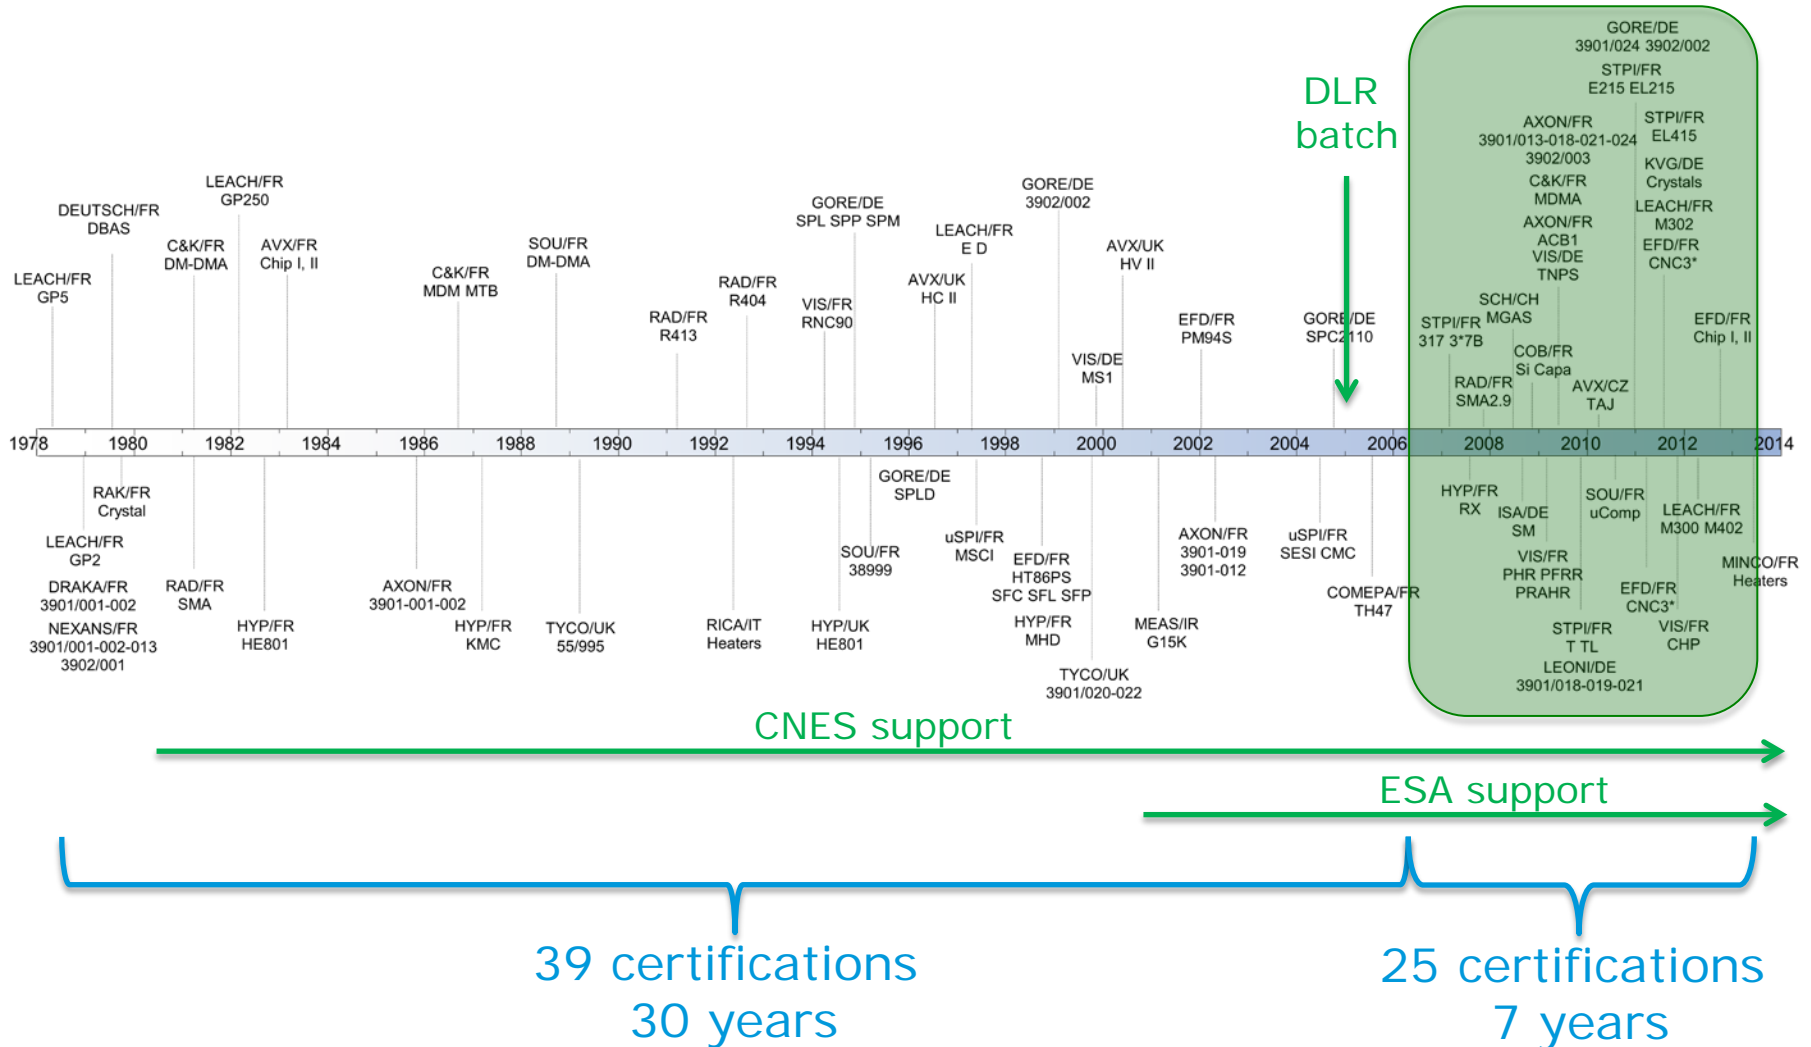 GORE/DE
3901/024 3902/002
STPI/FR
E215 EL215
DLR
batch
AXON/FR
3901/013-018-021-024
3902/003
STPI/FR
EL415
KVG/DE
Crystals
C&K/FR
MDMA
LEACH/FR
M302
AXON/FR
ACB1
VIS/DE
TNPS
EFD/FR
CNC3*
LEACH/FR
GP5
DEUTSCH/FR
DBAS
C&K/FR
DM-DMA
LEACH/FR
GP250
AVX/FR
Chip I, II
C&K/FR
MDM MTB
SOU/FR
DM-DMA
RAD/FR
R413
RAD/FR
R404
VIS/FR
RNC90
GORE/DE
SPL SPP SPM
AVX/UK
HC II
LEACH/FR
E D
GORE/DE
3902/002
VIS/DE
MS1
AVX/UK
HV II
EFD/FR
PM94S
GORE/DE
SPC2110
STPI/FR
317 3*7B
RAD/FR
SMA2.9
SCH/CH
MGAS
COB/FR
Si Capa
AVX/CZ
TAJ
EFD/FR
Chip I, II
1978 1980 1982 1984 1986 1988 1990 1992 1994 1996 1998 2000 2002 2004 2006 2008 2010 2012 2014
RAK/FR
Crystal
LEACH/FR
GP2
DRAKA/FR
3901/001-002
NEXANS/FR
3901/001-002-013
3902/001
RAD/FR
SMA
HYP/FR
HE801
AXON/FR
3901-001-002
HYP/FR
KMC
TYCO/UK
55/995
RICA/IT
Heaters
HYP/UK
HE801
SOU/FR
38999
GORE/DE
SPLD
uSPI/FR
MSCI
EFD/FR
HT86PS
SFC SFL SFP
HYP/FR
MHD
TYCO/UK
3901/020-022
MEAS/IR
G15K
AXON/FR
3901-019
3901-012
uSPI/FR
SESI CMC
COMEPA/FR
TH47
HYP/FR
RX
ISA/DE
SM
VIS/FR
PHR PFRR
PRAHR
STPI/FR
T TL
LEONI/DE
3901/018-019-021
SOU/FR
uComp
EFD/FR
CNC3*
VIS/FR
CHP
LEACH/FR
M300 M402
MINCO/FR
Heaters
CNES support
ESA support
39 certifications
30 years
25 certifications
7 years